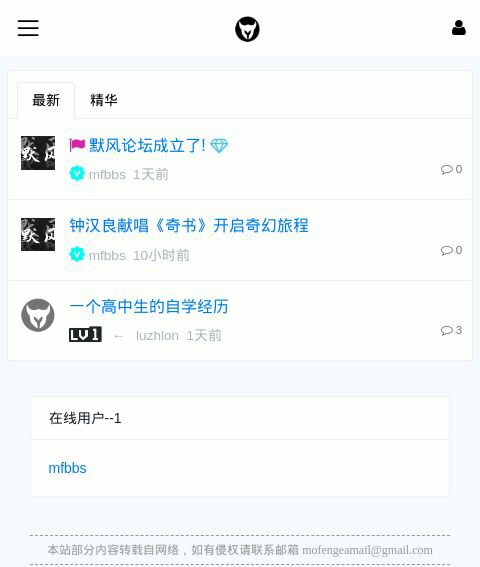 最新 精华
默风论坛成立了!
mfbbs 1天前
0
钟汉良献唱《奇书》开启奇幻旅程
mfbbs 10小时前
0
一个高中生的自学经历
LV1 ← luzhlon 1天前
3
在线用户--1
mfbbs
本站部分内容转载自网络，如有侵权请联系邮箱 mofengeamail@gmail.com